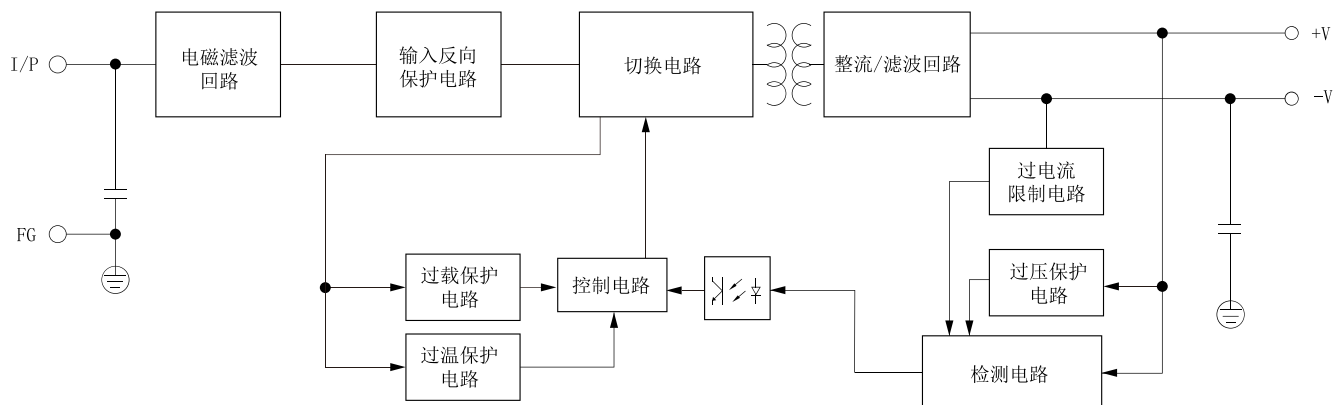 I/P
电磁滤波
回路
输入反向
保护电路
切换电路
整流/滤波回路
+V
-V
过电流
限制电路
FG
过载保护
电路
控制电路
过压保护
电路
过温保护
电路
检测电路